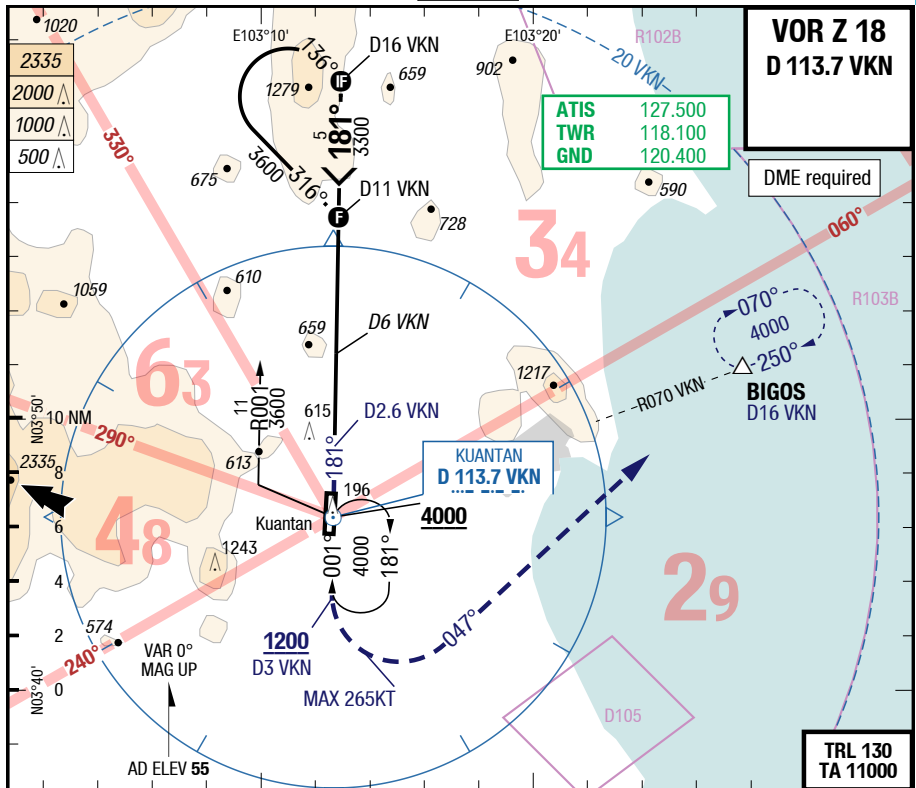 1020
E103°10'
E103°20'
R102B
VOR Z 18
D 113.7 VKN
2335
2000
1000
500
136°
IF
D16 VKN
1279
659
902
20 VKN
5
181°
3300
ATIS 127.500
TWR 118.100
GND 120.400
330°
3600
316°
675
D11 VKN
F
728
590
DME required
060°
34
1059
610
659
D6 VKN
R103B
070°
4000
250°
BIGOS
D16 VKN
R070 VKN
63
1217
11
R001
3600
615
D2.6 VKN
N03°50'
10 NM
290°
613
181°
KUANTAN
D 113.7 VKN
2335
8
196
Kuantan
4000
6
48
1243
001°
4000
181°
4
29
047°
574
2
240°
VAR 0°
MAG UP
1200
D3 VKN
MAX 265KT
N03°40'
0
D105
AD ELEV 55
TRL 130
TA 11000